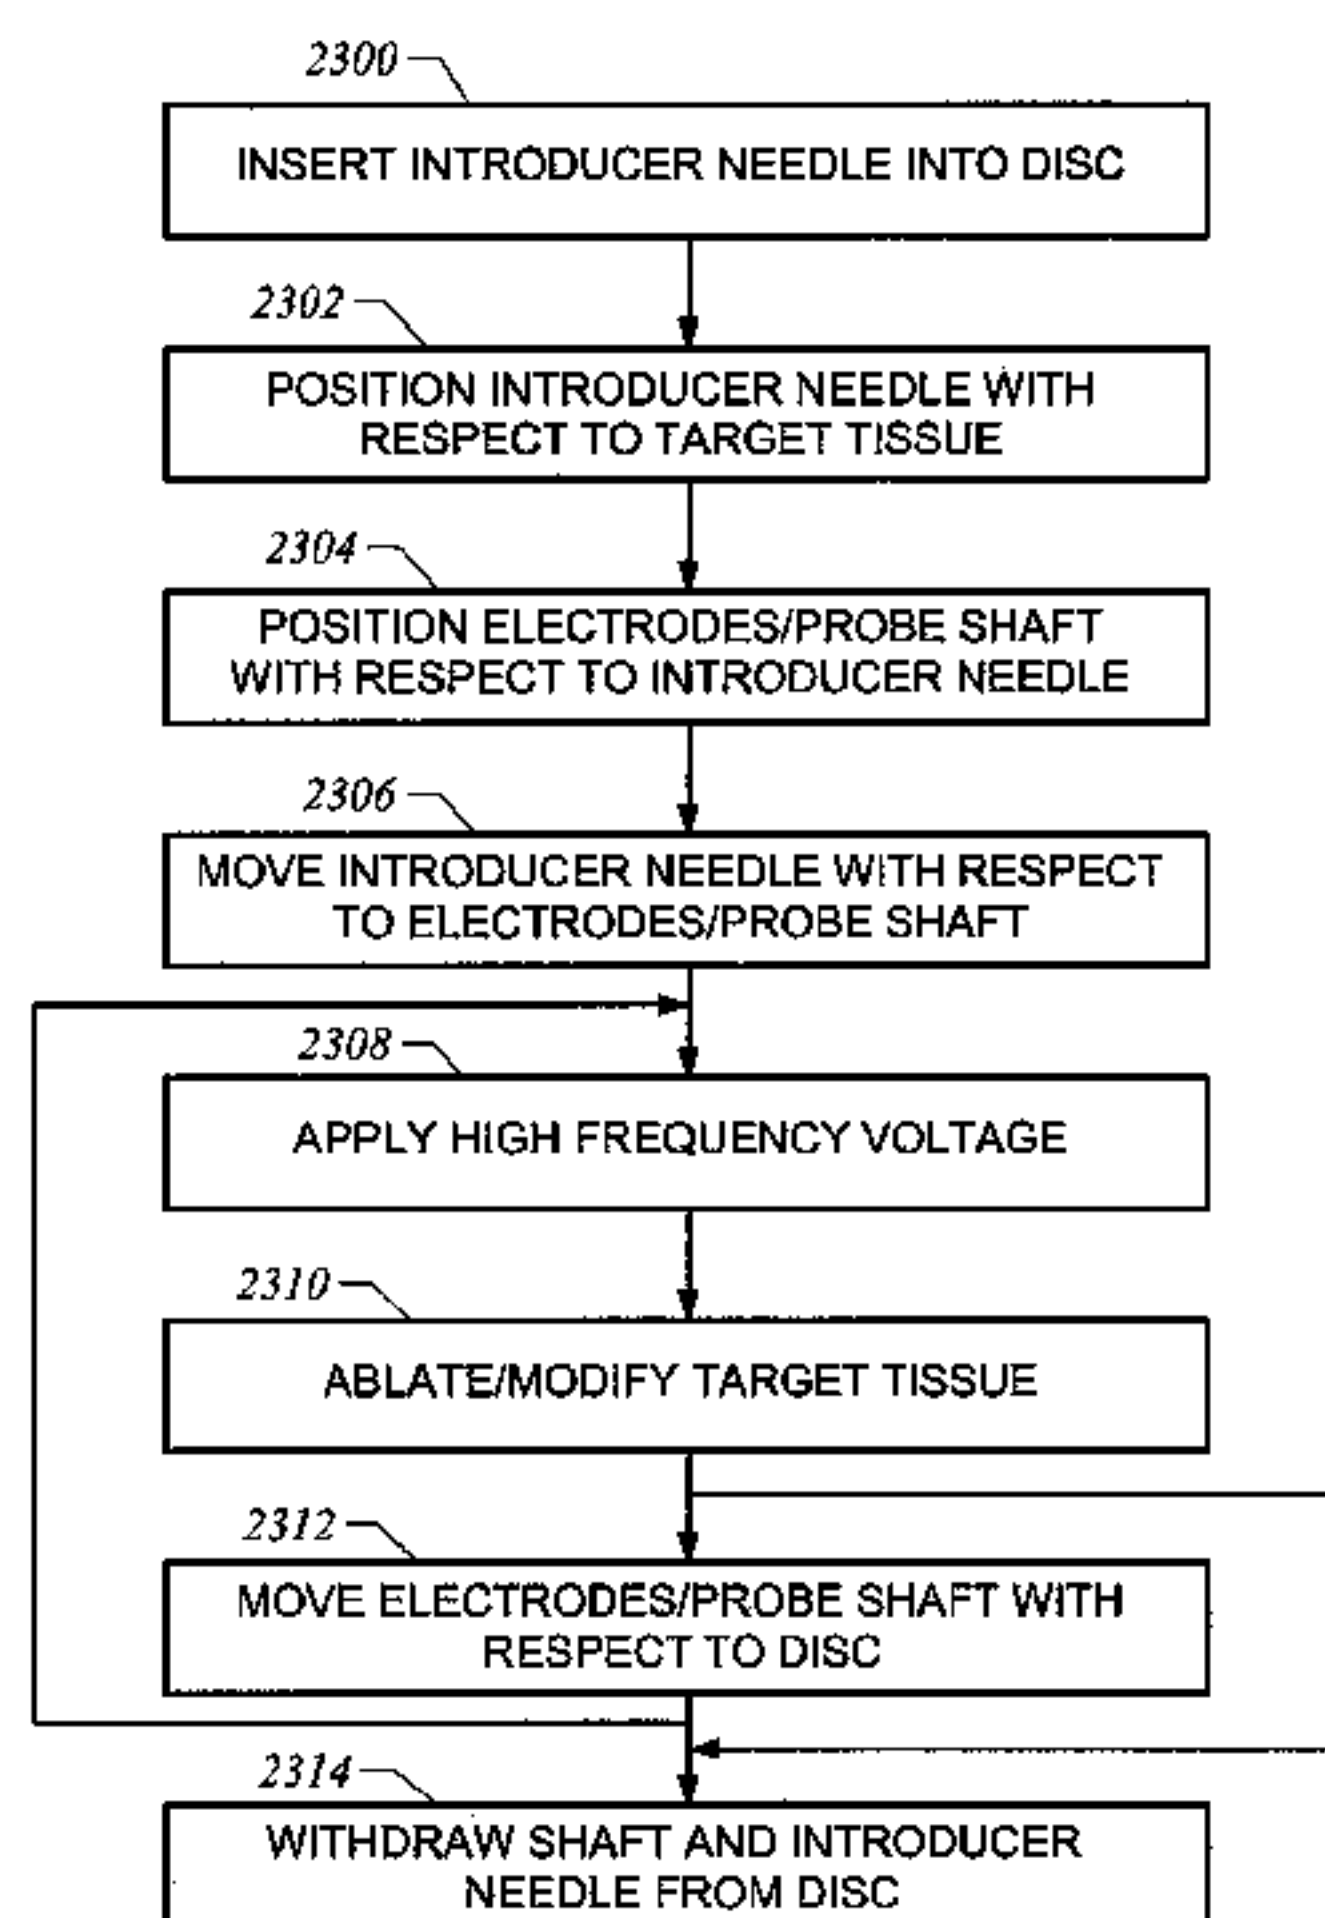 2300
INSERT INTRODUCER NEEDLE INTO DISC
2302
POSITION INTRODUCER NEEDLE WITH
RESPECT TO TARGET TISSUE
2304
POSITION ELECTRODES/PROBE SHAFT
WITH RESPECT TO INTRODUCER NEEDLE
2306
MOVE INTRODUCER NEEDLE WITH RESPECT
TO ELECTRODES/PROBE SHAFT
2308
APPLY HIGH FREQUENCY VOLTAGE
2310
ABLATE/MODIFY TARGET TISSUE
2312
MOVE ELECTRODES/PROBE SHAFT WITH
RESPECT TO DISC
2314
WITHDRAW SHAFT AND INTRODUCER
NEEDLE FROM DISC